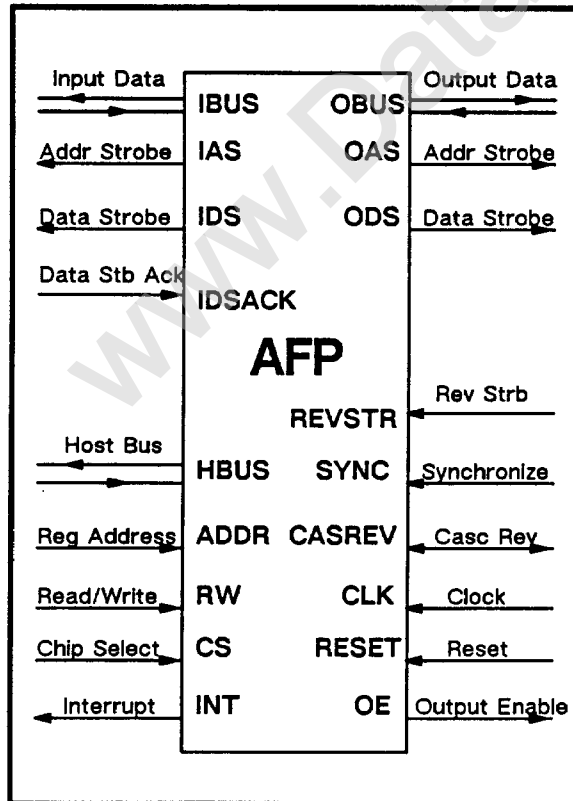 Input Data IBUS OBUS Output Data
Addr Strobe IAS OAS Addr Strobe
Data Strobe IDS ODS Data Strobe
Data Stb Ack IDSACK
AFP
REVSTR Rev Strb
Host Bus HBUS SYNC Synchronize
Reg Address ADDR CASREV Casc Rev
Read/Write RW CLK Clock
Chip Select CS RESET Reset
Interrupt INT OE Output Enable
www.Data